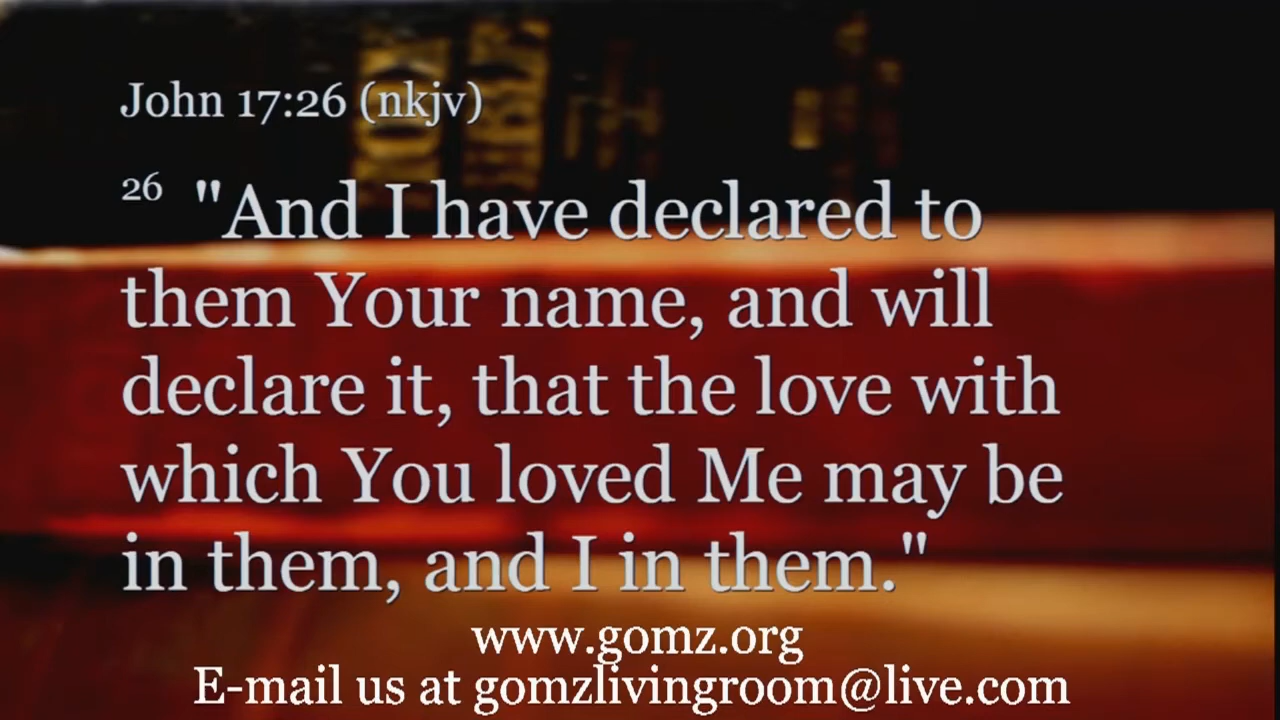 John 17:26 (nkjv)
26 "And I have declared to
them Your name, and will
declare it, that the love with
which You loved Me may be
in them, and I in them."
www.gomz.org
E-mail us at gomzlivingroom@live.com